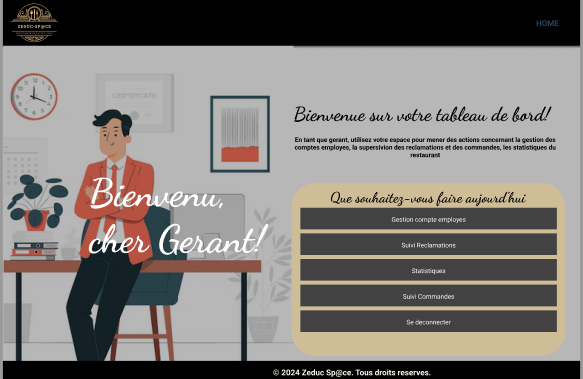 ZEDUC-SP@CE
HOME
CERTIFICATE
Bienvenu,
cher Gerant!
Bienvenue sur votre tableau de bord!
En tant que gerant, utilisez votre espace pour mener des actions concernant la gestion des
comptes employes, la supervision des reclamations et des commandes, les statistiques du
restaurant
Que souhaitez-vous faire aujourd'hui
Gestion compte employes
Suivi Reclamations
Statistiques
Suivi Commandes
Se deconnecter
© 2024 Zeduc Sp@ce. Tous droits reserves.